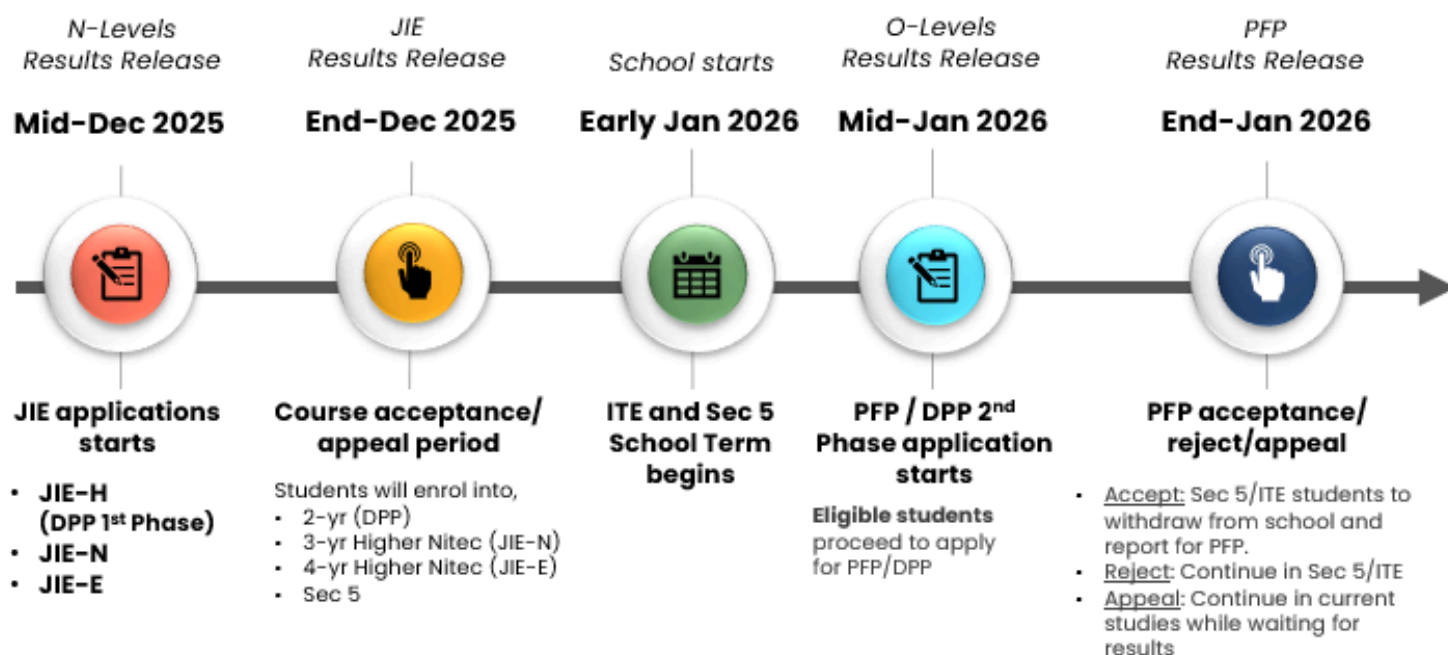 N-Levels
Results Release
Mid-Dec 2025
JIE applications
starts
• JIE-H
(DPP 1st Phase)
• JIE-N
• JIE-E
JIE
Results Release
End-Dec 2025
Course acceptance/
appeal period
Students will enrol into,
• 2-yr (DPP)
• 3-yr Higher Nitec (JIE-N)
• 4-yr Higher Nitec (JIE-E)
• Sec 5
School starts
Early Jan 2026
ITE and Sec 5
School Term
begins
O-Levels
Results Release
Mid-Jan 2026
PFP / DPP 2nd
Phase application
starts
Eligible students
proceed to apply
for PFP/DPP
PFP
Results Release
End-Jan 2026
PFP acceptance/
reject/appeal
• Accept: Sec 5/ITE students to
withdraw from school and
report for PFP.
• Reject: Continue in Sec 5/ITE
• Appeal: Continue in current
studies while waiting for
results